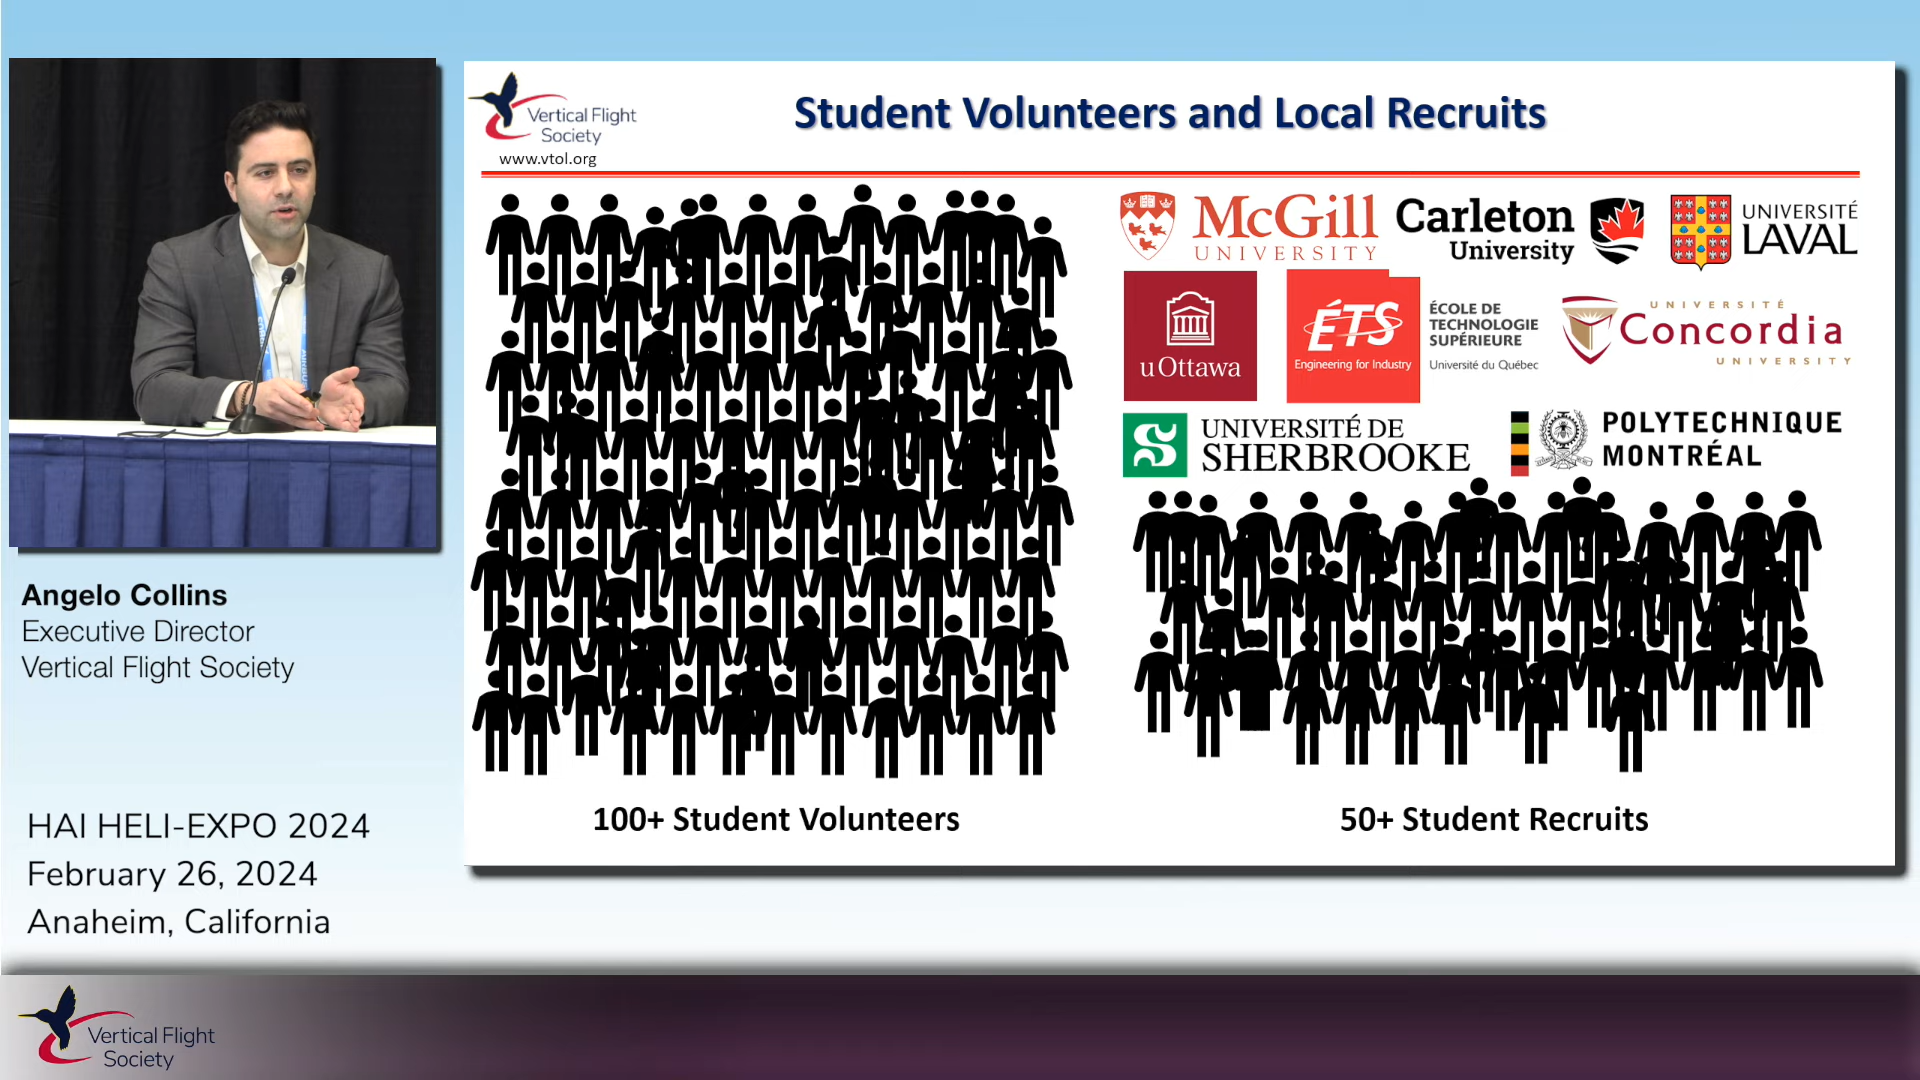 Vertical Flight
Society
www.vtol.org
Student Volunteers and Local Recruits
McGill
UNIVERSITY
Carleton
University
UNIVERSITÉ
LAVAL
uOttawa
ÉTS
Engineering for Industry
ÉCOLE DE
TECHNOLOGIE
SUPÉRIEURE
Université du Québec
UNIVERSITÉ
Concordia
UNIVERSITY
UNIVERSITÉ DE
SHERBROOKE
POLYTECHNIQUE
MONTRÉAL
100+ Student Volunteers
50+ Student Recruits
Angelo Collins
Executive Director
Vertical Flight Society
HAI HELI-EXPO 2024
February 26, 2024
Anaheim, California
Vertical Flight
Society